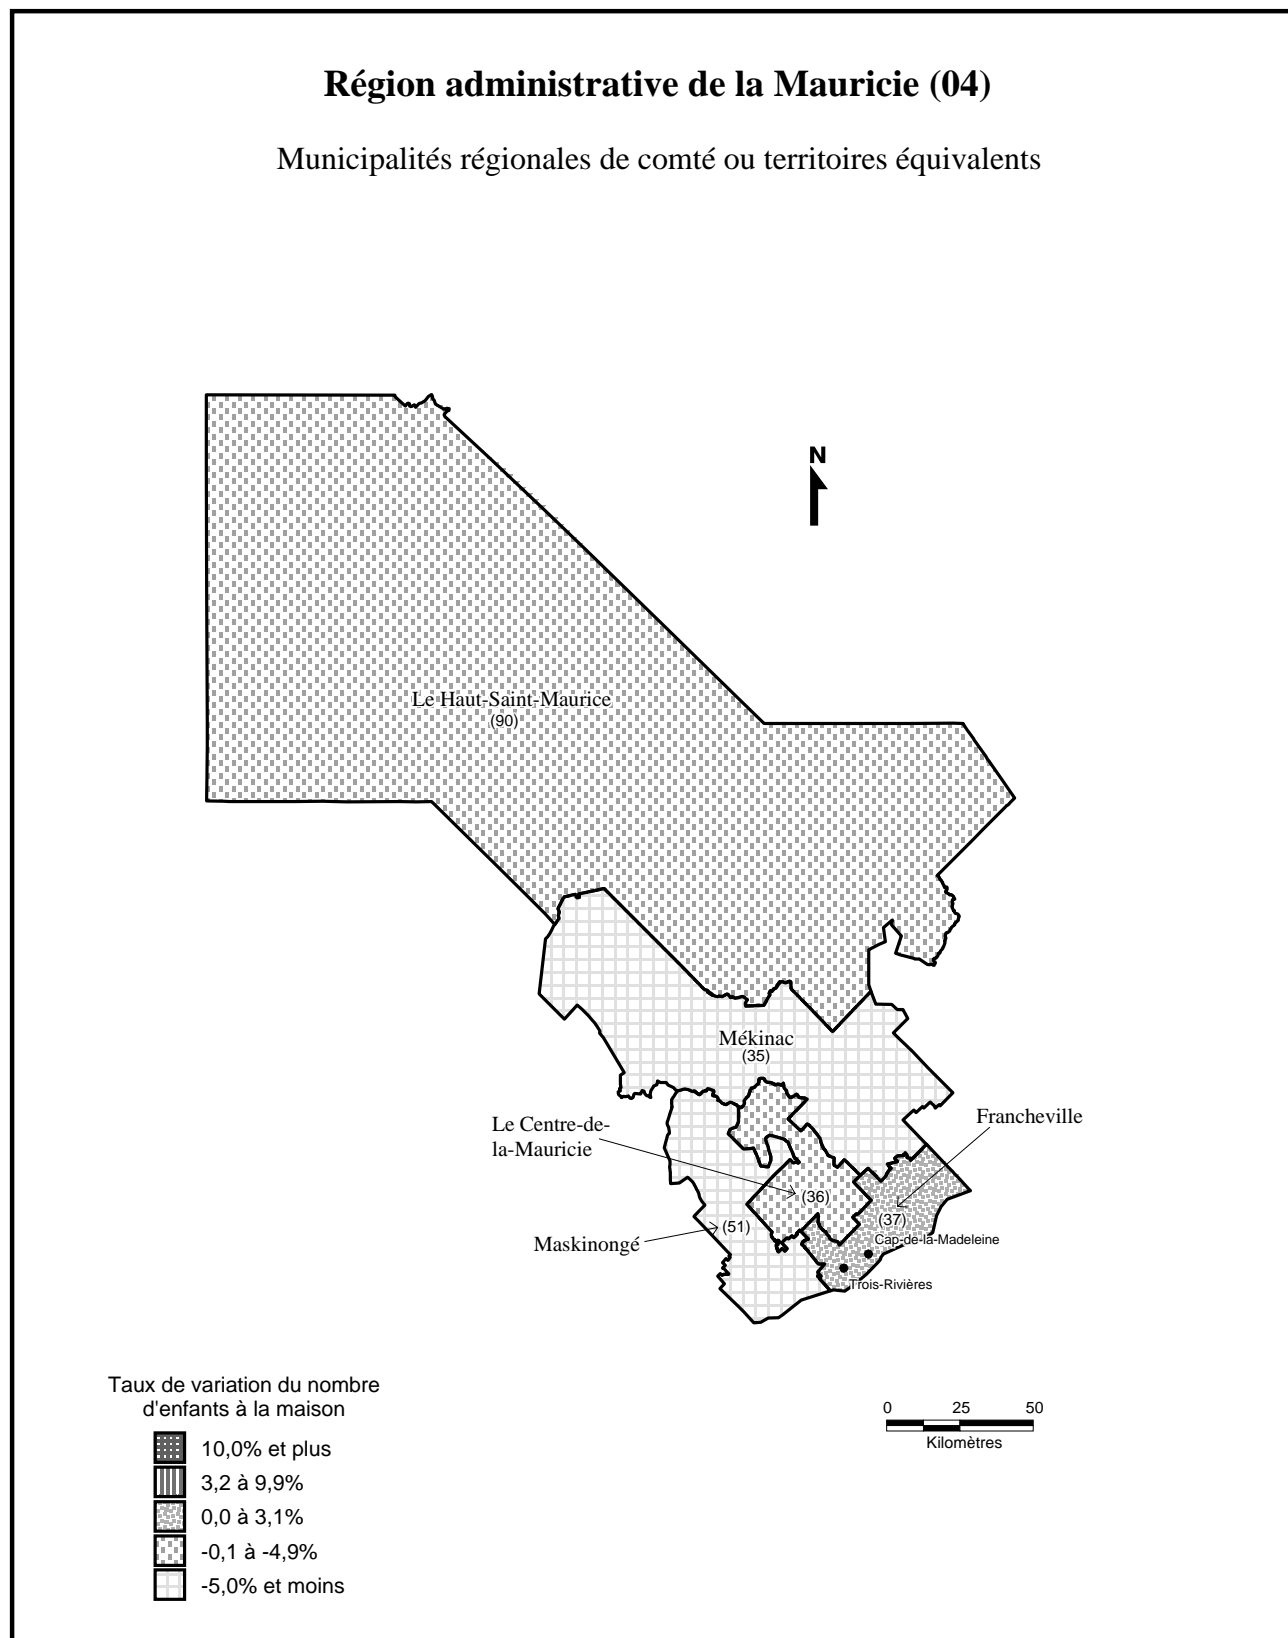 Région administrative de la Mauricie (04)
Municipalités régionales de comté ou territoires équivalents
N
Le Haut-Saint-Maurice
(90)
Mékinac
(35)
Le Centre-de-
la-Mauricie
Francheville
(36)
(37)
(51)
Maskinongé
Cap-de-la-Madeleine
Trois-Rivières
Taux de variation du nombre
d'enfants à la maison
10,0% et plus
3,2 à 9,9%
0,0 à 3,1%
-0,1 à -4,9%
-5,0% et moins
0 25 50
Kilomètres